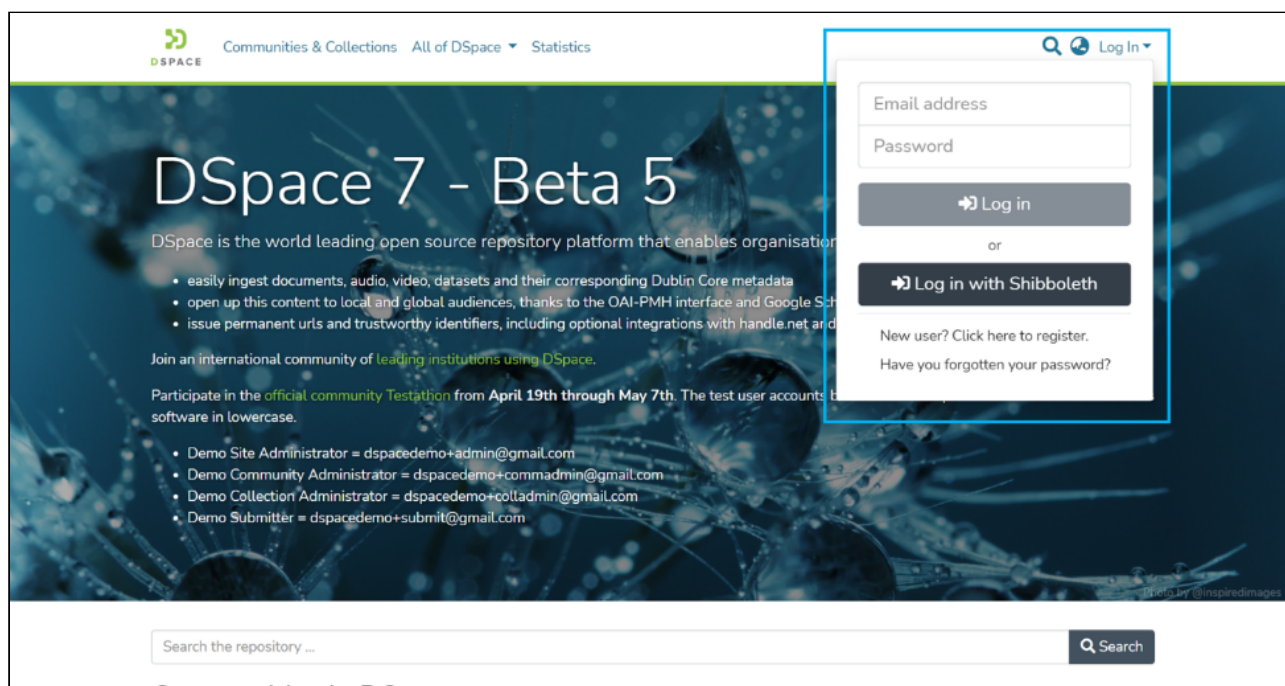 DSPACE
Communities & Collections All of DSpace Statistics
Log In
Email address
Password
Log in
or
Log in with Shibboleth
New user? Click here to register.
Have you forgotten your password?
DSpace 7 - Beta 5
DSpace is the world leading open source repository platform that enables organisation
• easily ingest documents, audio, video, datasets and their corresponding Dublin Core metadata
• open up this content to local and global audiences, thanks to the OAI-PMH interface and Google Sch
• issue permanent urls and trustworthy identifiers, including optional integrations with handle.net and
Join an international community of leading institutions using DSpace.
Participate in the official community Testathon from April 19th through May 7th. The test user accounts b
software in lowercase.
• Demo Site Administrator = dspacedemo+admin@gmail.com
• Demo Community Administrator = dspacedemo+commadmin@gmail.com
• Demo Collection Administrator = dspacedemo+colladmin@gmail.com
• Demo Submitter = dspacedemo+submit@gmail.com
Photo by @inspiredimages
Search the repository ...
Search